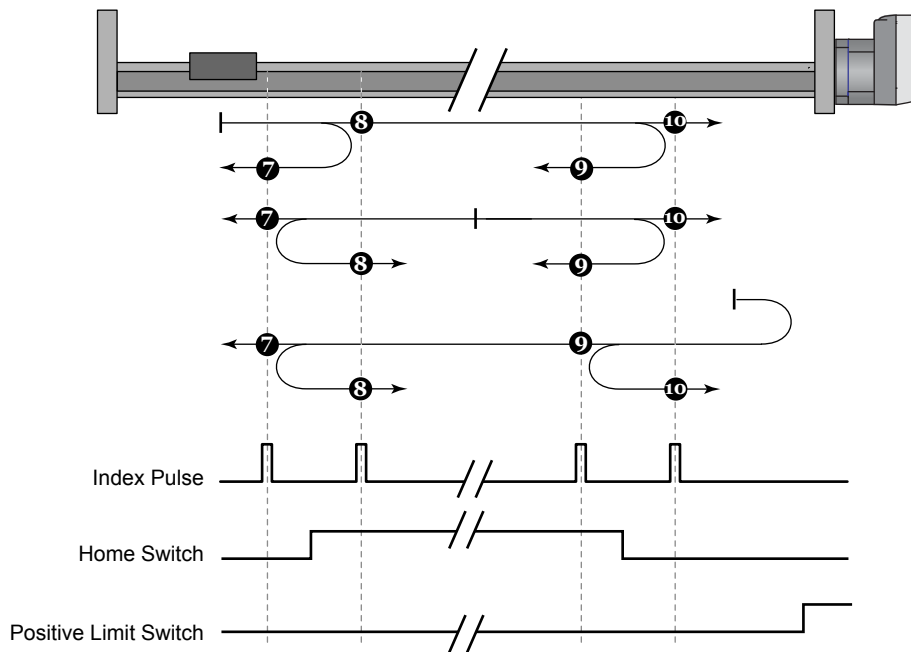 8 10
7 9
7 10
8 9
7 9
8 10
Index Pulse
Home Switch
Positive Limit Switch